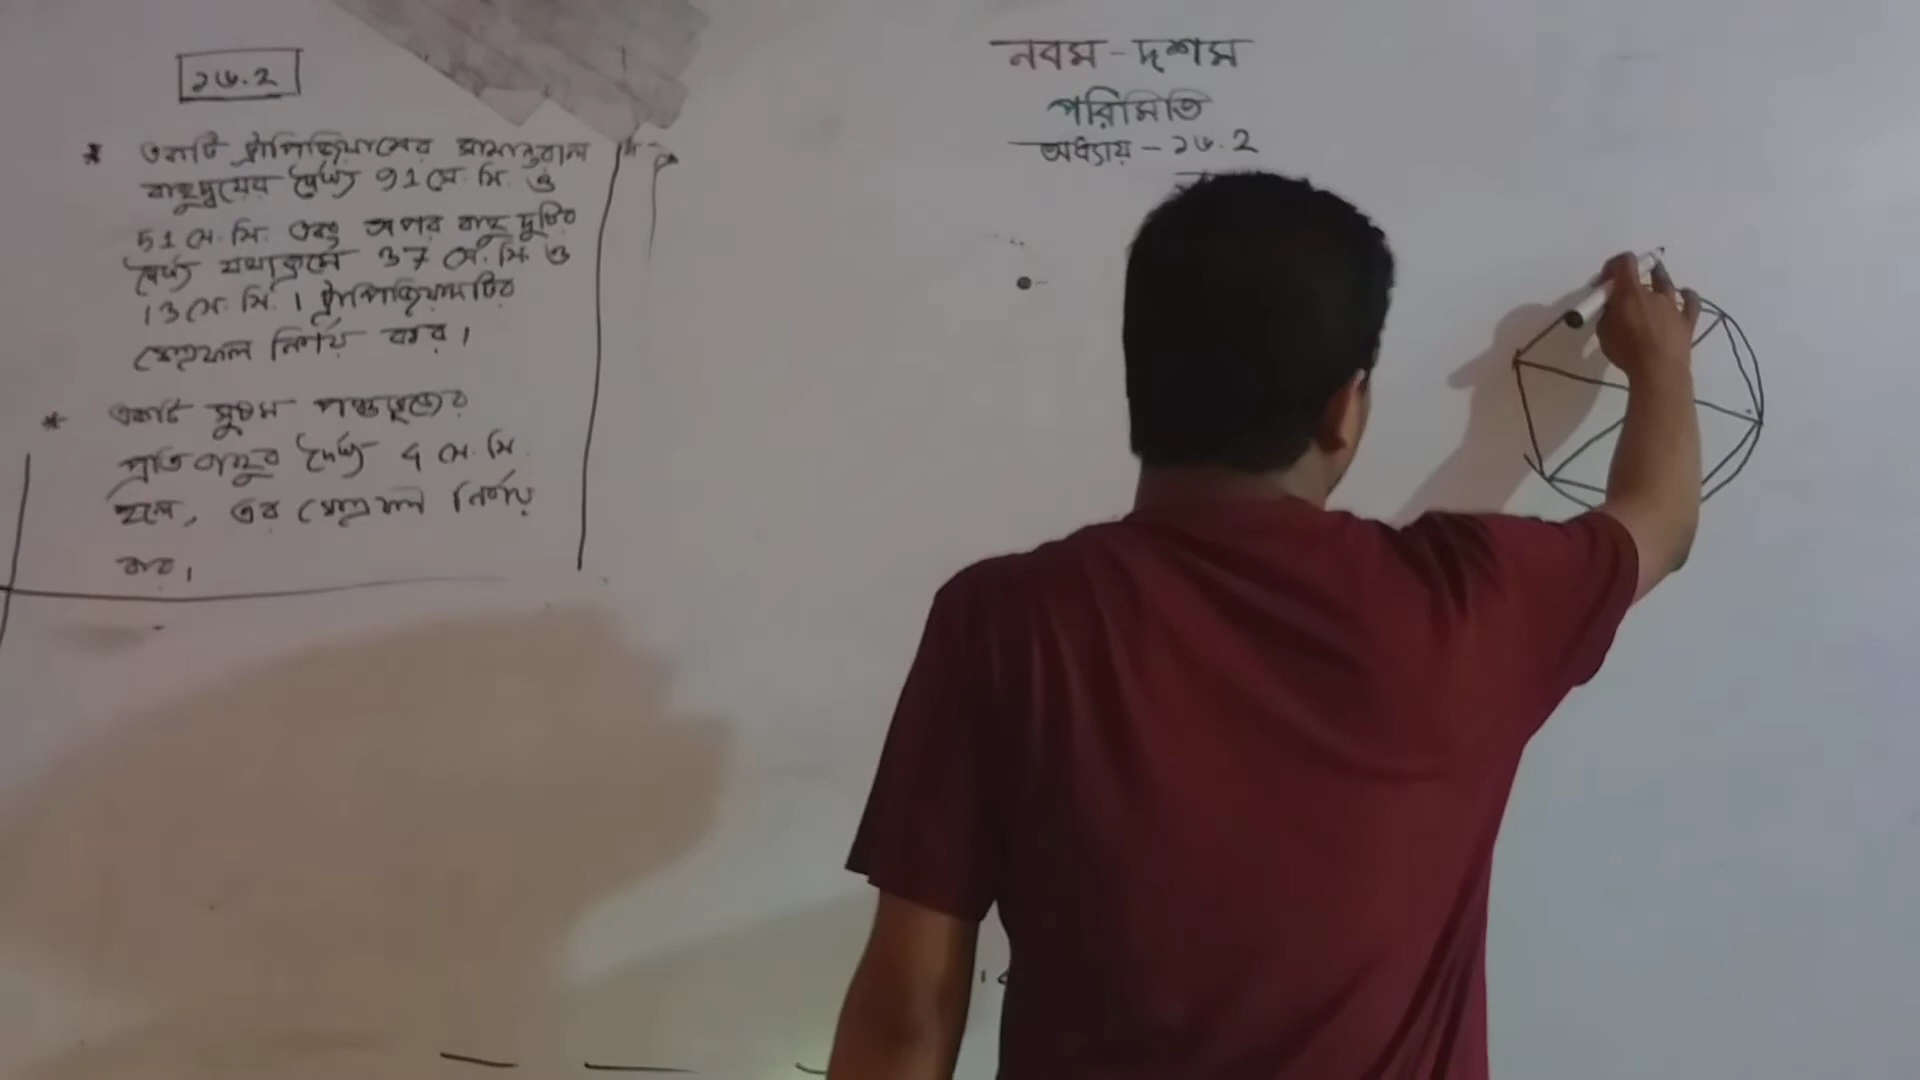 ১৬.২
* একটি ট্রাপিজিয়ামের সমান্তরাল
বাহুদ্বয়ের দৈর্ঘ্য 91 সে. মি. ও
51 সে. মি. এবং অপর বাহু দুটির
দৈর্ঘ্য যথাক্রমে 37 সে. মি. ও
13 সে. মি. । ট্রাপিজিয়ামটির
ক্ষেত্রফল নির্ণয় কর।
* একটি সুষম পঞ্চভুজের
প্রতি বাহুর দৈর্ঘ্য 4 সে. মি.
হলে, এর ক্ষেত্রফল নির্ণয়
কর।
নবম - দশম
পরিমিতি
অধ্যায় - ১৬.২